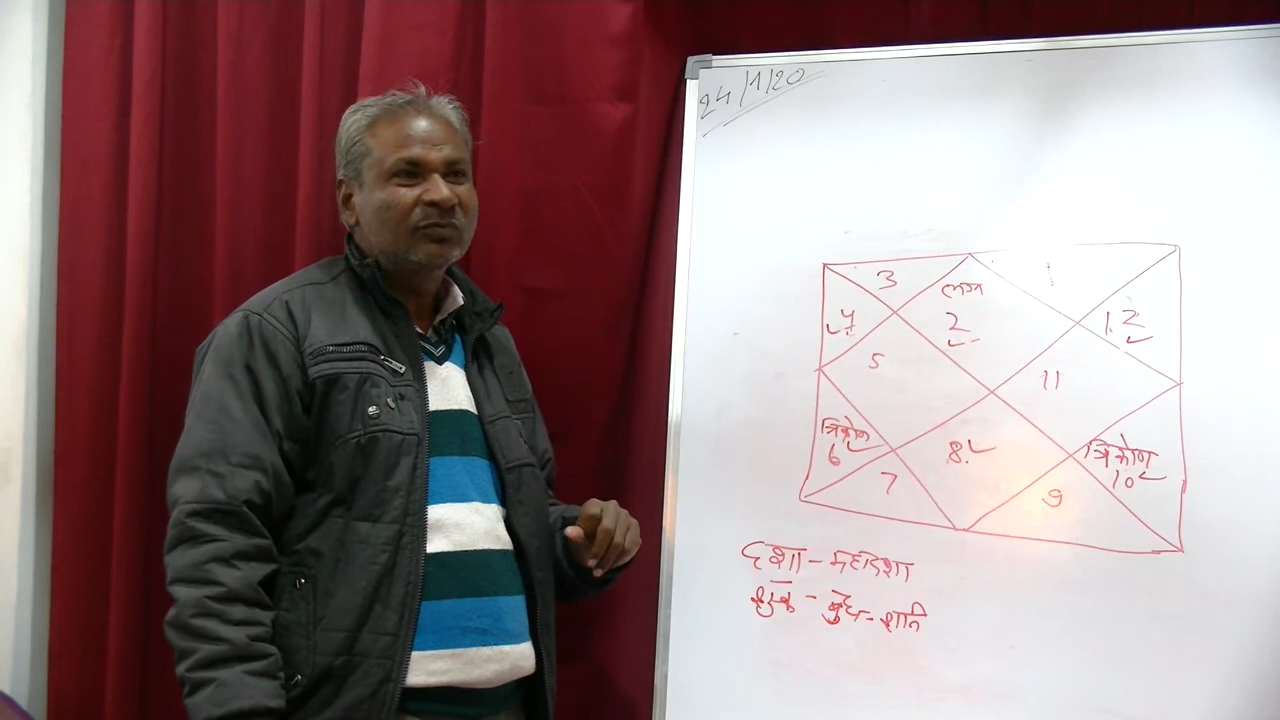 24/1/20
3
लग्न
1
4
2
12
5
11
त्रिकोण
6
8
त्रिकोण
10
7
9
दशा - महादशा
शुक्र - बुध - शनि